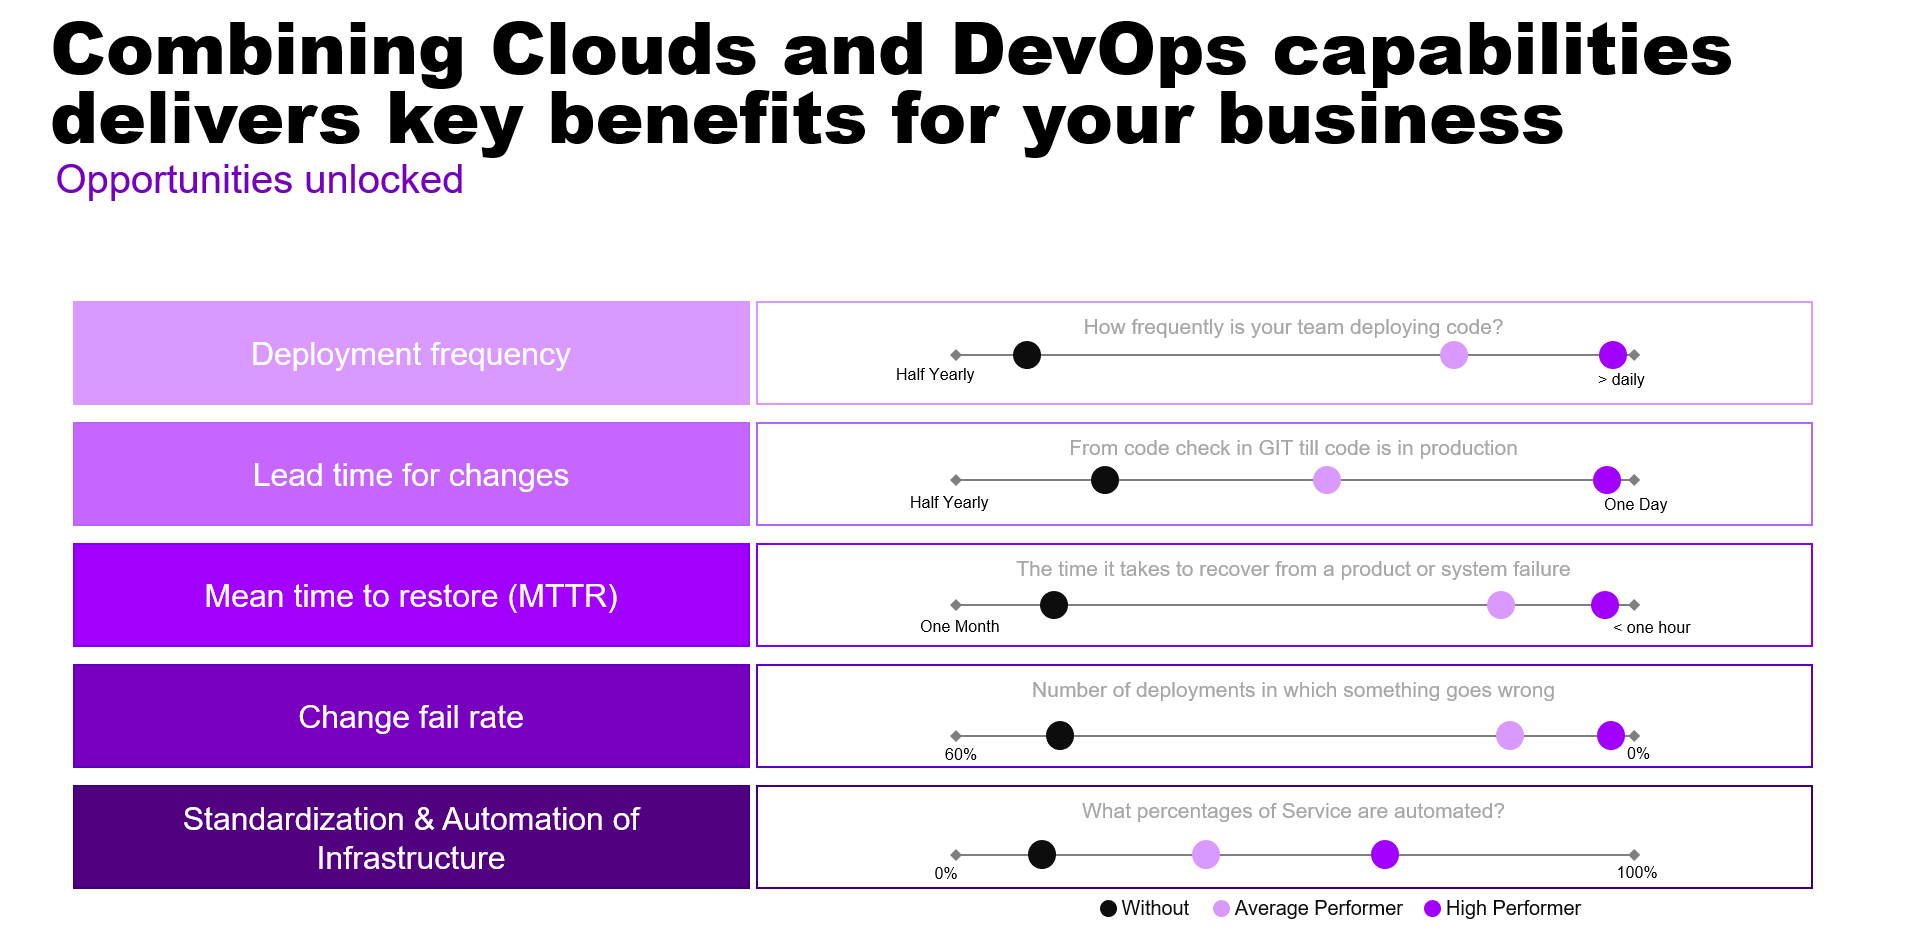 Combining Clouds and DevOps capabilities
delivers key benefits for your business
Opportunities unlocked
Deployment frequency
How frequently is your team deploying code?
Half Yearly
> daily
Lead time for changes
From code check in GIT till code is in production
Half Yearly
One Day
Mean time to restore (MTTR)
The time it takes to recover from a product or system failure
One Month
< one hour
Change fail rate
Number of deployments in which something goes wrong
60%
0%
Standardization & Automation of
Infrastructure
What percentages of Service are automated?
0%
100%
Without
Average Performer
High Performer